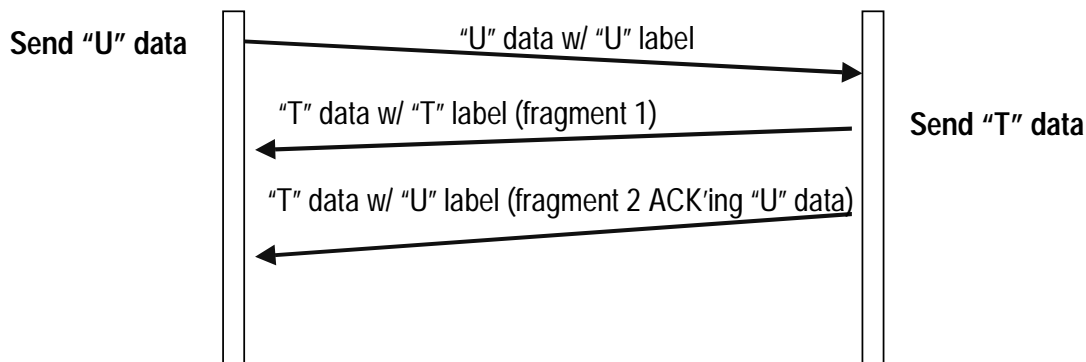 Send “U” data
“U” data w/ “U” label
“T” data w/ “T” label (fragment 1)
Send “T” data
“T” data w/ “U” label (fragment 2 ACK’ing “U” data)